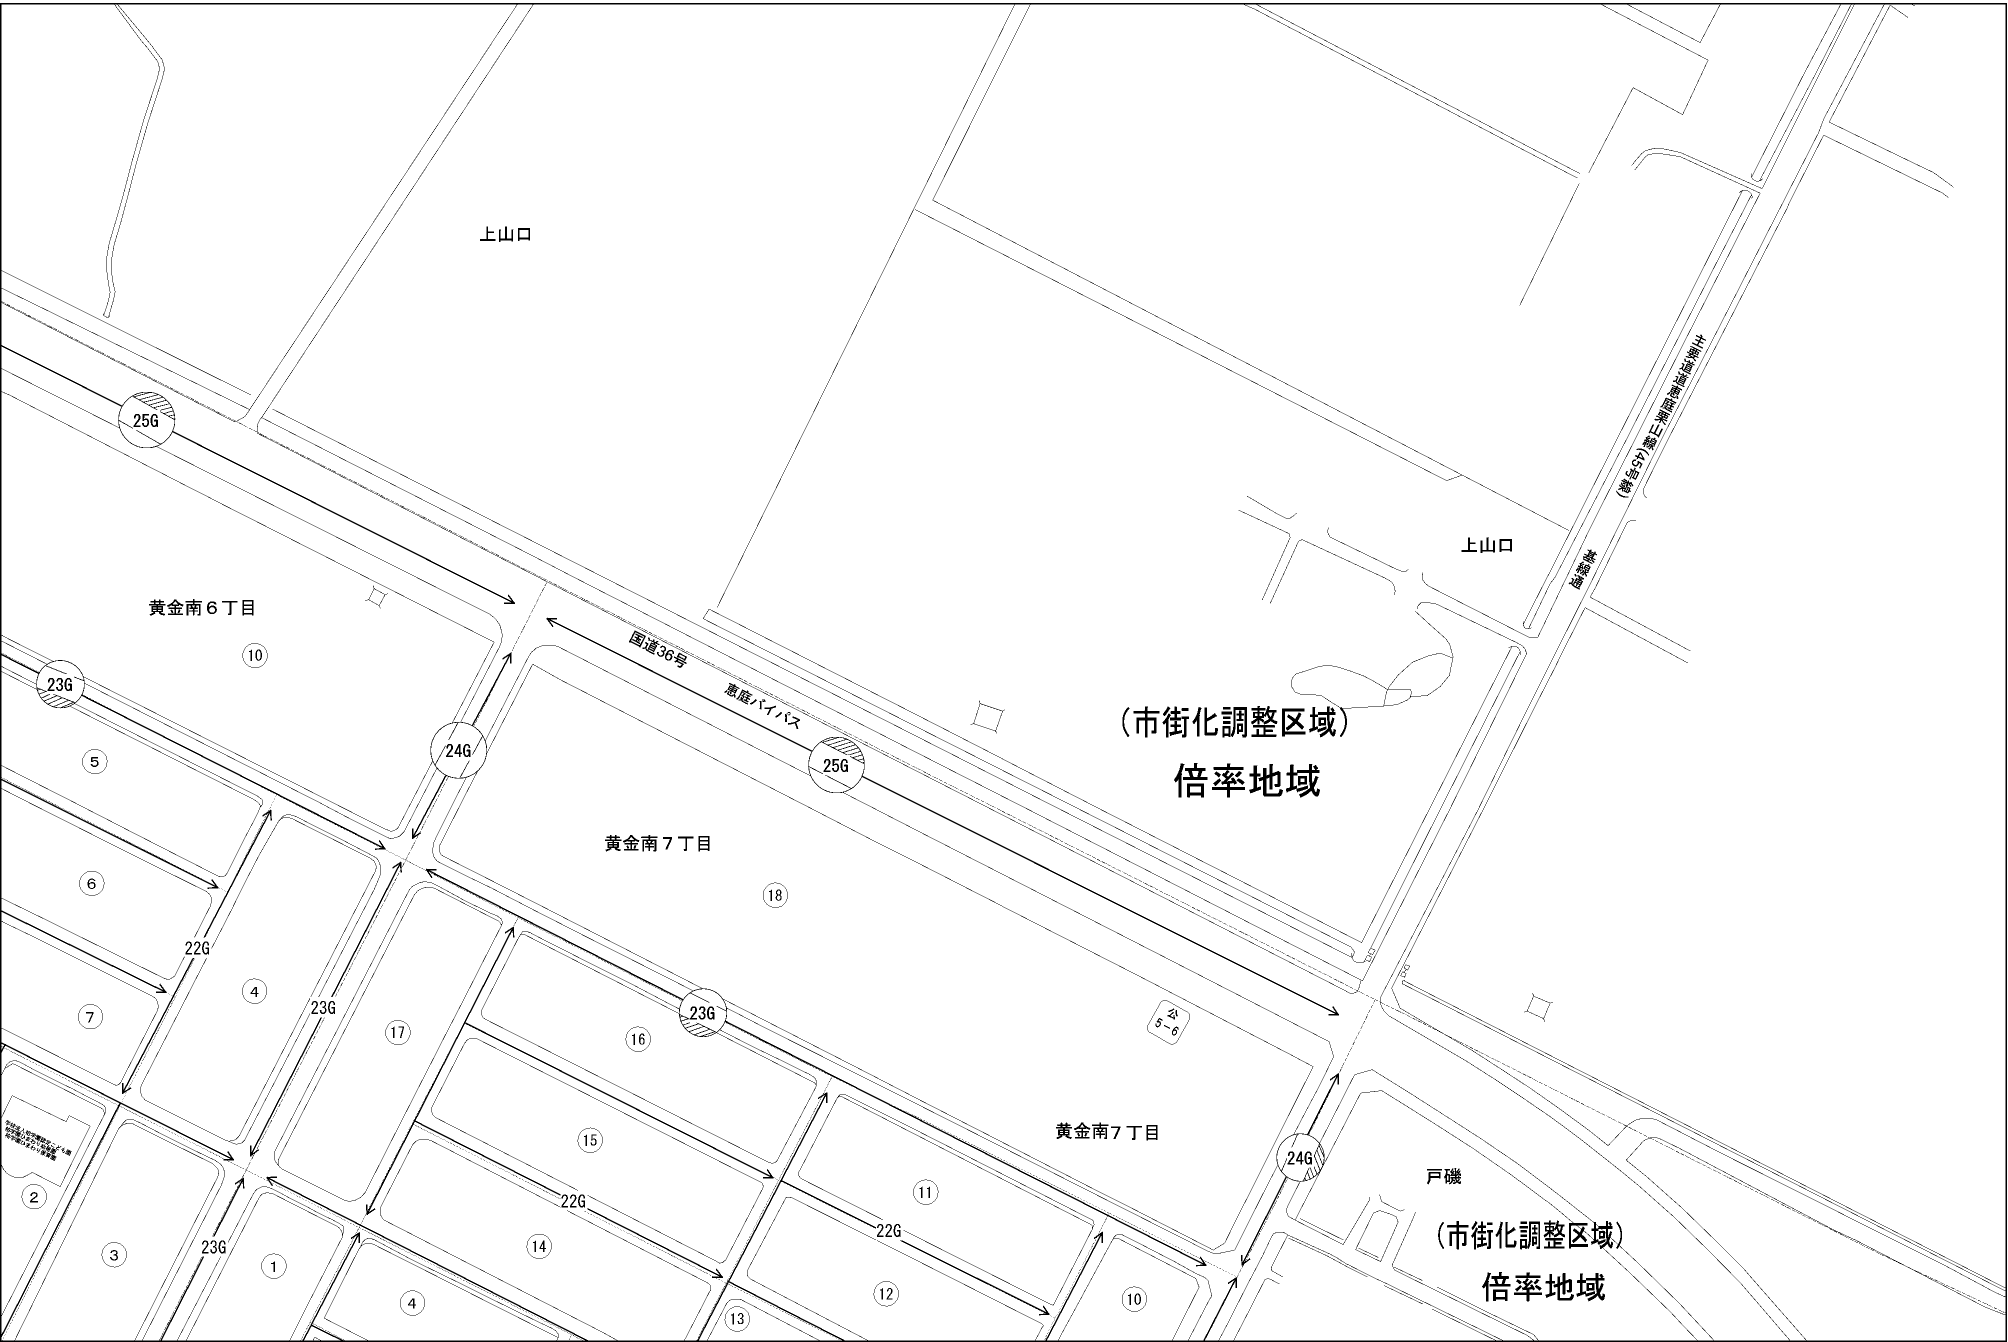 上山口
主要道道恵庭栗山線(45号線)
25G
上山口
基線通
黄金南6丁目
10
国道36号
恵庭バイパス
23G
24G
25G
(市街化調整区域)
倍率地域
5
黄金南7丁目
6
18
22G
4
23G
7
17
16
23G
公
5-6
15
黄金南7丁目
24G
戸磯
2
22G
11
3
23G
1
14
22G
(市街化調整区域)
倍率地域
4
13
12
10